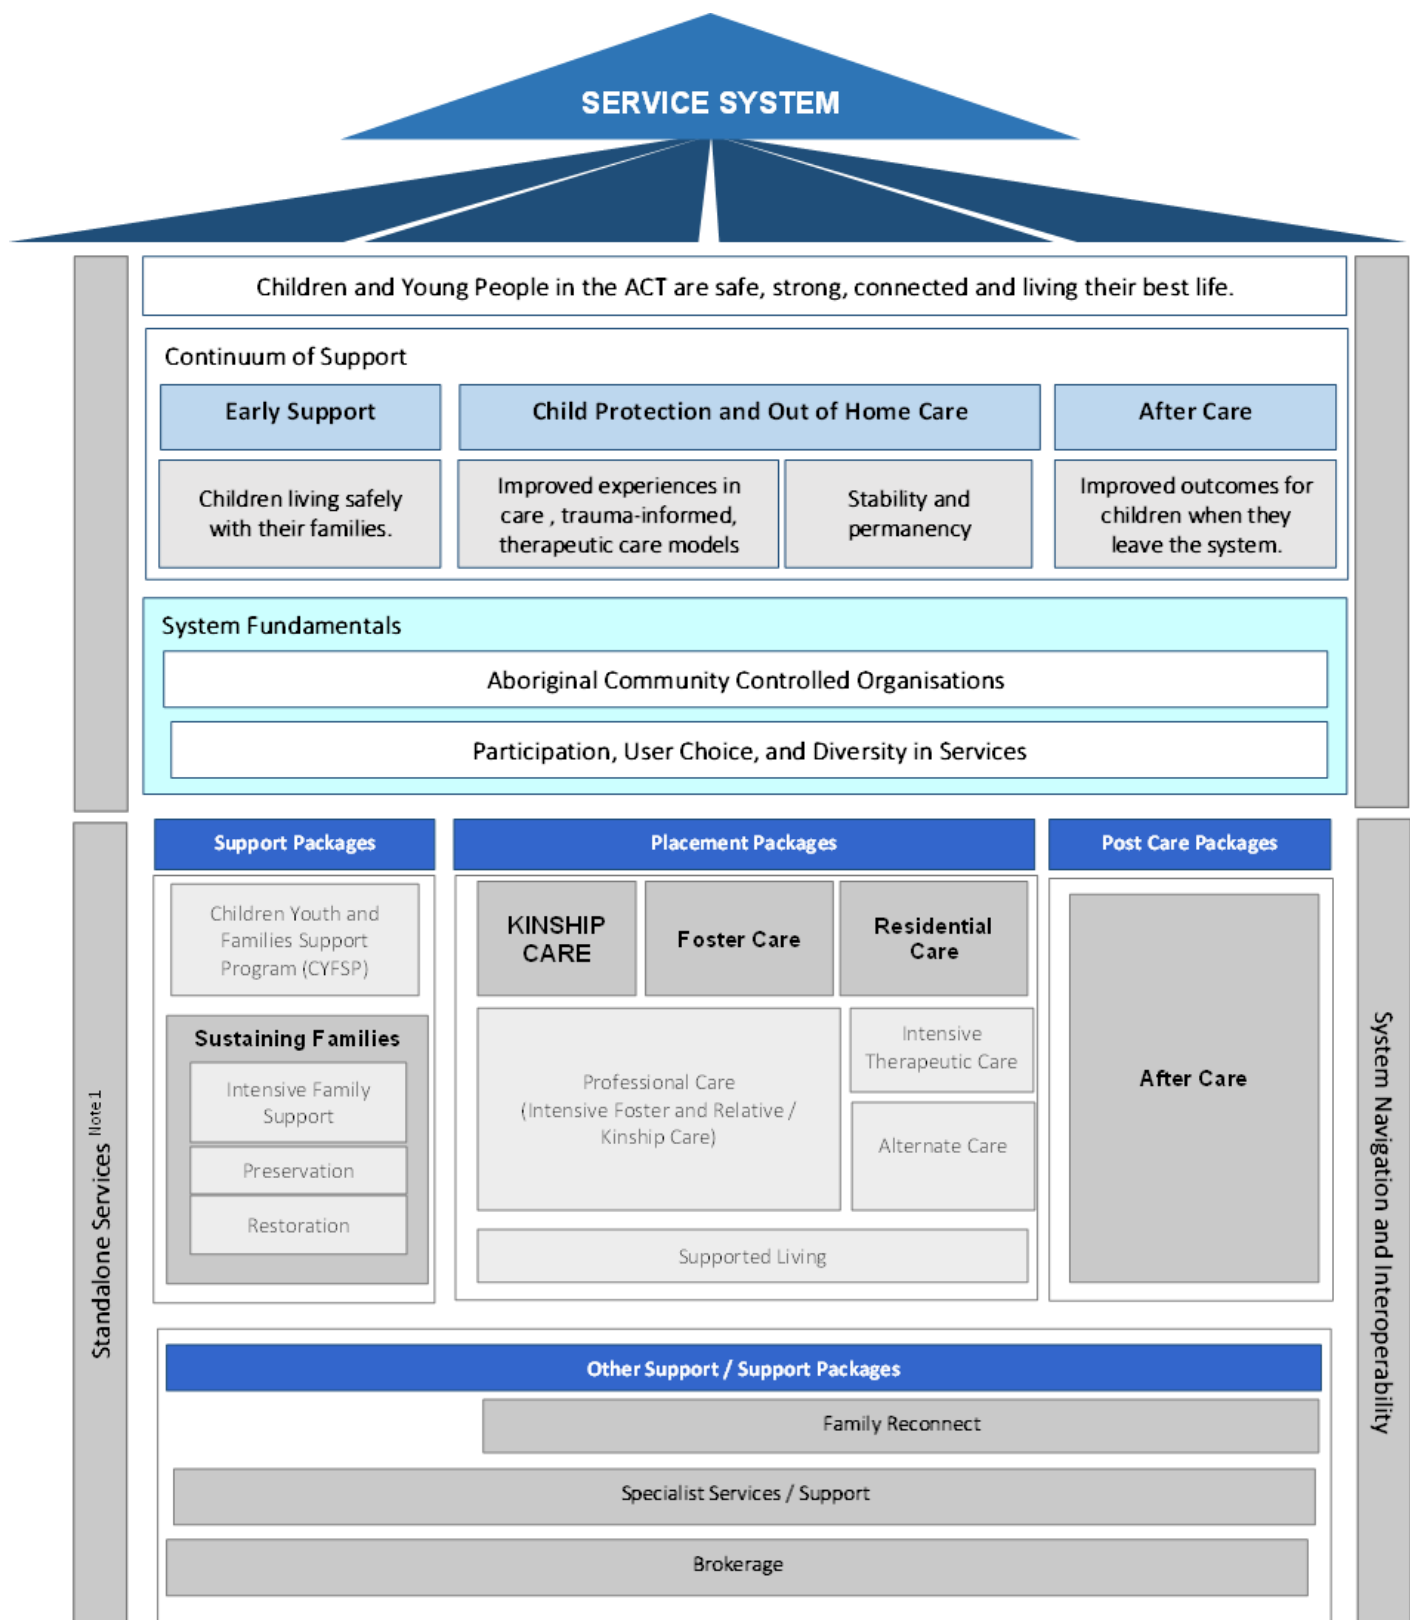 SERVICE SYSTEM
Children and Young People in the ACT are safe, strong, connected and living their best life.
Continuum of Support
Early Support
Child Protection and Out of Home Care
After Care
Children living safely
with their families.
Improved experiences in
care , trauma-informed,
therapeutic care models
Stability and
permanency
Improved outcomes for
children when they
leave the system.
System Fundamentals
Aboriginal Community Controlled Organisations
Participation, User Choice, and Diversity in Services
Support Packages
Placement Packages
Post Care Packages
Children Youth and
Families Support
Program (CYFSP)
Sustaining Families
Intensive Family
Support
Preservation
Restoration
KINSHIP
CARE
Foster Care
Residential
Care
Professional Care
(Intensive Foster and Relative /
Kinship Care)
Intensive
Therapeutic Care
Alternate Care
Supported Living
After Care
Other Support / Support Packages
Family Reconnect
Specialist Services / Support
Brokerage
Standalone Services Note 1
System Navigation and Interoperability